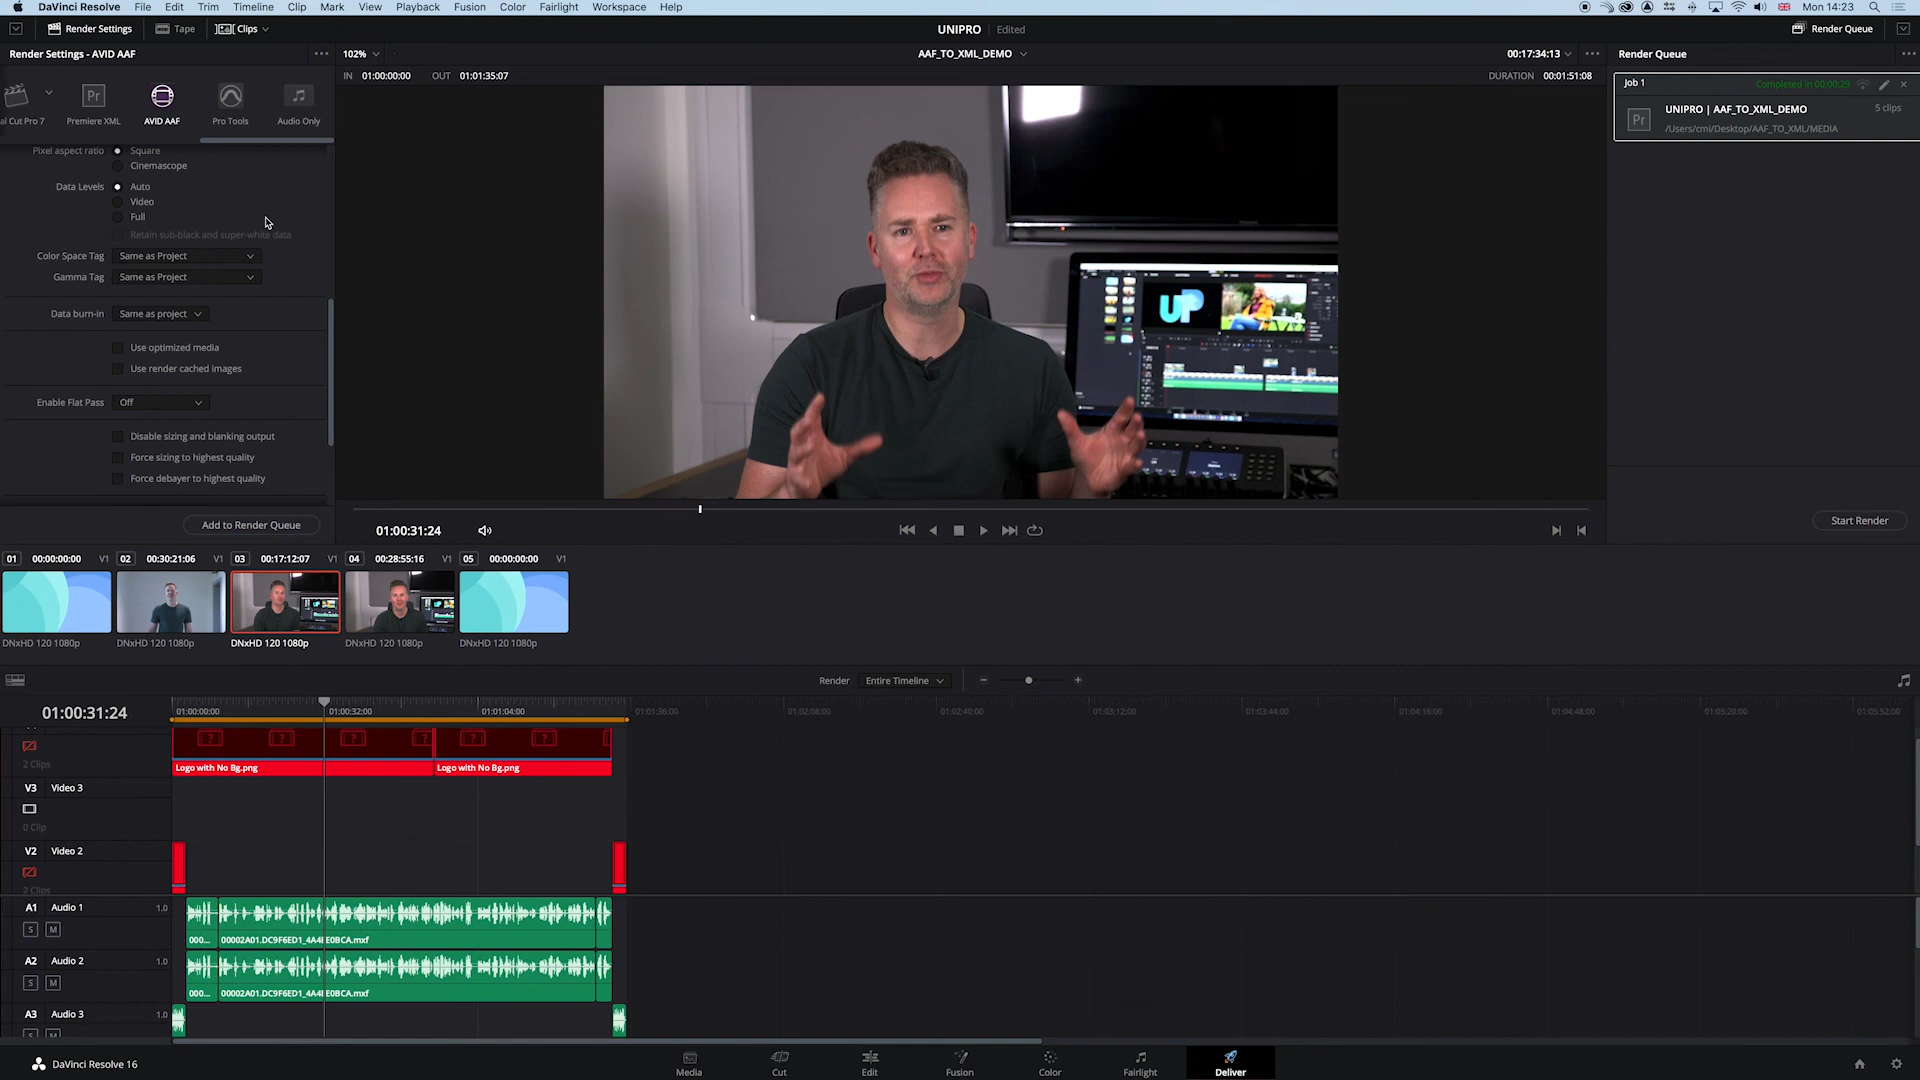 DaVinci Resolve File Edit Trim Timeline Clip Mark View Playback Fusion Color Fairlight Workspace Help Mon 14:23
Render Settings Tape Clips UNIPRO Edited Render Queue
Render Settings - AVID AAF 102% AAF_TO_XML_DEMO 00:17:34:13 Render Queue
IN 01:00:00:00 OUT 01:01:35:07 DURATION 00:01:51:08
Job 1 Completed in 00:00:29
UNIPRO | AAF_TO_XML_DEMO 5 clips
/Users/cmi/Desktop/AAF_TO_XML/MEDIA
Pr
al Cut Pro 7 Premiere XML AVID AAF Pro Tools Audio Only
Pixel aspect ratio Square
Cinemascope
Data Levels Auto
Video
Full
Retain sub-black and super-white data
Color Space Tag Same as Project
Gamma Tag Same as Project
Data burn-in Same as project
Use optimized media
Use render cached images
Enable Flat Pass Off
Disable sizing and blanking output
Force sizing to highest quality
Force debayer to highest quality
Add to Render Queue
UP
01:00:31:24
Start Render
01 00:00:00:00 V1 02 00:30:21:06 V1 03 00:17:12:07 V1 04 00:28:55:16 V1 05 00:00:00:00 V1
DNxHD 120 1080p DNxHD 120 1080p DNxHD 120 1080p DNxHD 120 1080p DNxHD 120 1080p
Render Entire Timeline
01:00:31:24 01:00:00:00 01:00:32:00 01:01:04:00 01:01:36:00 01:02:08:00 01:02:40:00 01:03:12:00 01:03:44:00 01:04:16:00 01:04:48:00 01:05:20:00 01:05:52:00
2 Clips
Logo with No Bg.png Logo with No Bg.png
V3 Video 3
0 Clip
V2 Video 2
2 Clips
A1 Audio 1 1.0
S M
000... 00002A01.DC9F6ED1_4A4E0BCA.mxf
A2 Audio 2 1.0
S M
000... 00002A01.DC9F6ED1_4A4E0BCA.mxf
A3 Audio 3 1.0
S M
DaVinci Resolve 16 Media Cut Edit Fusion Color Fairlight Deliver